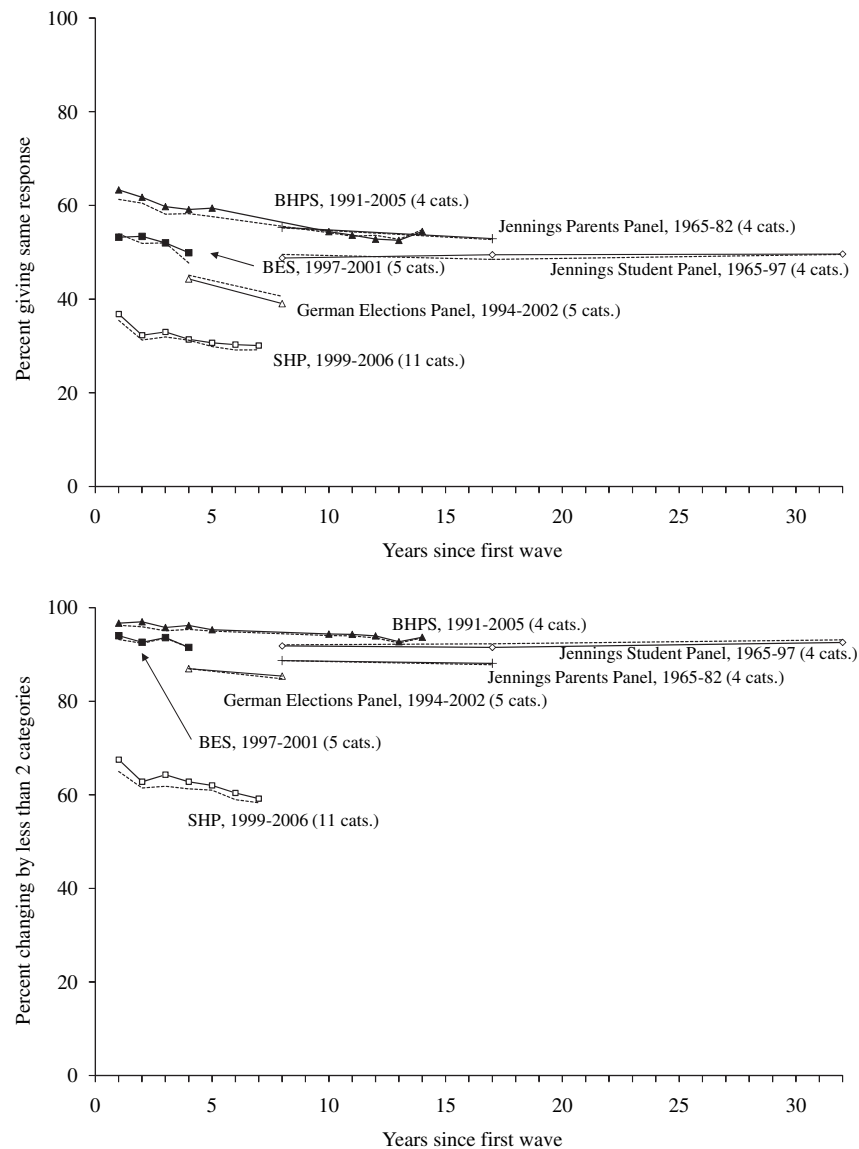 100
80
60
40
20
0
Percent giving same response
BHPS, 1991-2005 (4 cats.)
Jennings Parents Panel, 1965-82 (4 cats.)
BES, 1997-2001 (5 cats.)
Jennings Student Panel, 1965-97 (4 cats.)
German Elections Panel, 1994-2002 (5 cats.)
SHP, 1999-2006 (11 cats.)
0 5 10 15 20 25 30
Years since first wave
100
80
60
40
20
0
Percent changing by less than 2 categories
BHPS, 1991-2005 (4 cats.)
Jennings Student Panel, 1965-97 (4 cats.)
Jennings Parents Panel, 1965-82 (4 cats.)
German Elections Panel, 1994-2002 (5 cats.)
BES, 1997-2001 (5 cats.)
SHP, 1999-2006 (11 cats.)
0 5 10 15 20 25 30
Years since first wave